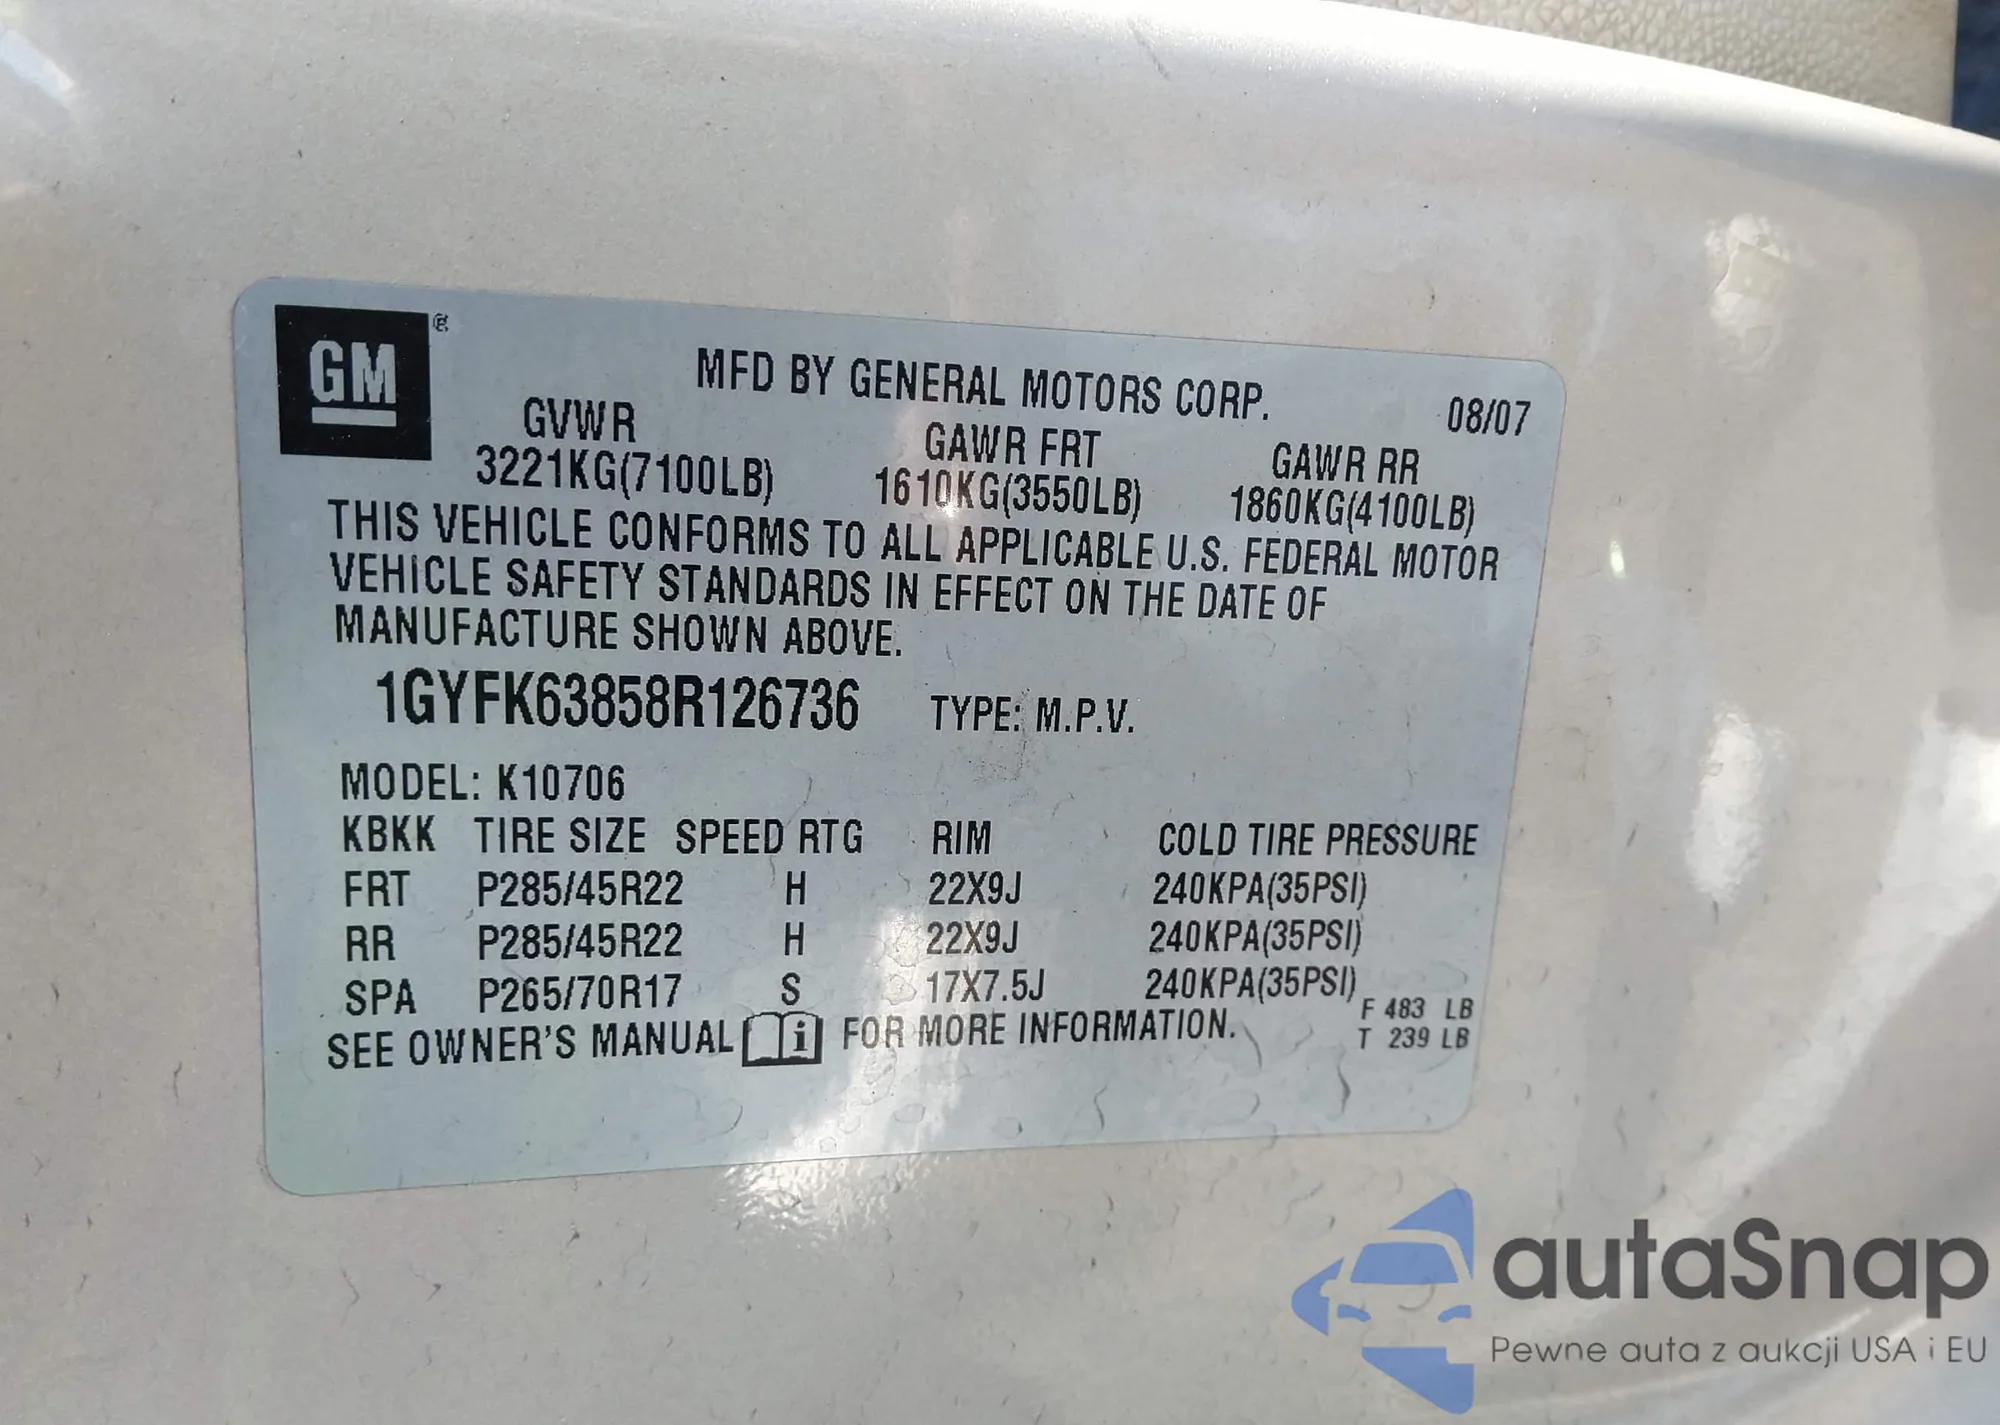 GM
MFD BY GENERAL MOTORS CORP. 08/07
GVWR GAWR FRT GAWR RR
3221KG(7100LB) 1610KG(3550LB) 1860KG(4100LB)
THIS VEHICLE CONFORMS TO ALL APPLICABLE U.S. FEDERAL MOTOR
VEHICLE SAFETY STANDARDS IN EFFECT ON THE DATE OF
MANUFACTURE SHOWN ABOVE.
1GYFK63858R126736 TYPE: M.P.V.
MODEL: K10706
KBKK TIRE SIZE SPEED RTG RIM COLD TIRE PRESSURE
FRT P285/45R22 H 22X9J 240KPA(35PSI)
RR P285/45R22 H 22X9J 240KPA(35PSI)
SPA P265/70R17 S 17X7.5J 240KPA(35PSI)
F 483 LB
SEE OWNER'S MANUAL i FOR MORE INFORMATION.
T 239 LB
autaSnap
Pewne auta z aukcji USA i EU